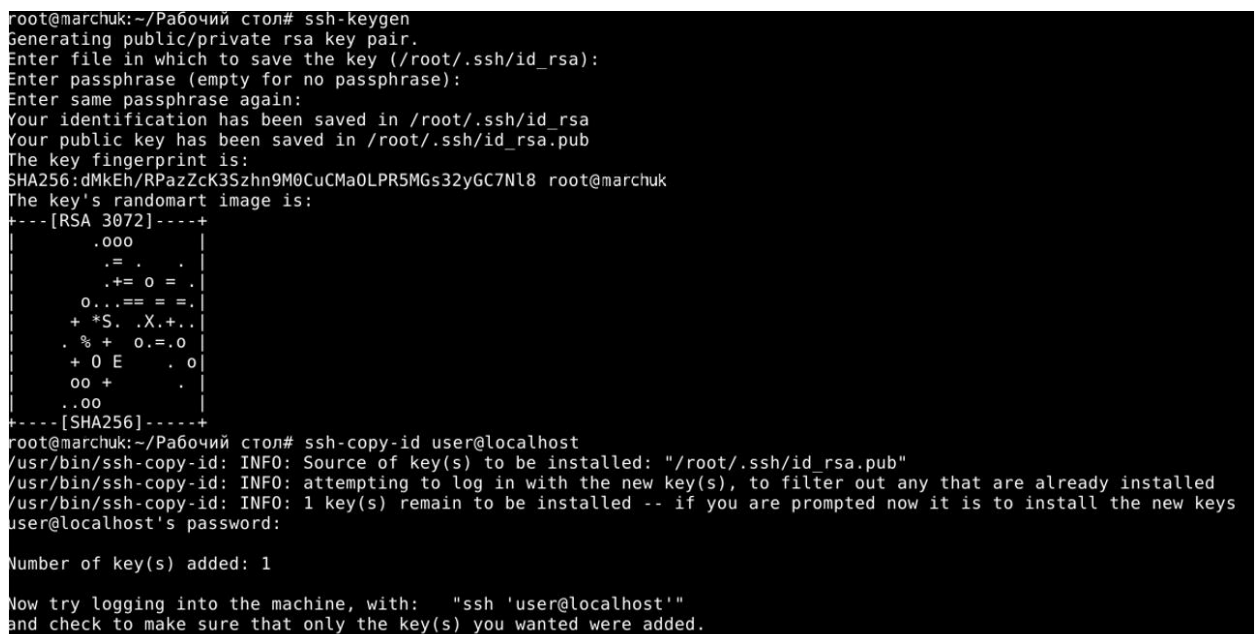 root@marchuk:~/Рабочий стол# ssh-keygen
Generating public/private rsa key pair.
Enter file in which to save the key (/root/.ssh/id_rsa):
Enter passphrase (empty for no passphrase):
Enter same passphrase again:
Your identification has been saved in /root/.ssh/id_rsa
Your public key has been saved in /root/.ssh/id_rsa.pub
The key fingerprint is:
SHA256:dMkEh/RPazZcK3Szhn9M0CuCMaOLPR5MGs32yGC7Nl8 root@marchuk
The key's randomart image is:
+---[RSA 3072]----+
|        .ooo      |
|         .= .   . |
|         .+= o = .|
|       o...== = =.|
|      + *S. .X.+..|
|     . % +  o.=.o |
|      + O E     . o|
|      oo +      . |
|     ..oo         |
+----[SHA256]-----+
root@marchuk:~/Рабочий стол# ssh-copy-id user@localhost
/usr/bin/ssh-copy-id: INFO: Source of key(s) to be installed: "/root/.ssh/id_rsa.pub"
/usr/bin/ssh-copy-id: INFO: attempting to log in with the new key(s), to filter out any that are already installed
/usr/bin/ssh-copy-id: INFO: 1 key(s) remain to be installed -- if you are prompted now it is to install the new keys
user@localhost's password:
Number of key(s) added: 1
Now try logging into the machine, with:   "ssh 'user@localhost'"
and check to make sure that only the key(s) you wanted were added.